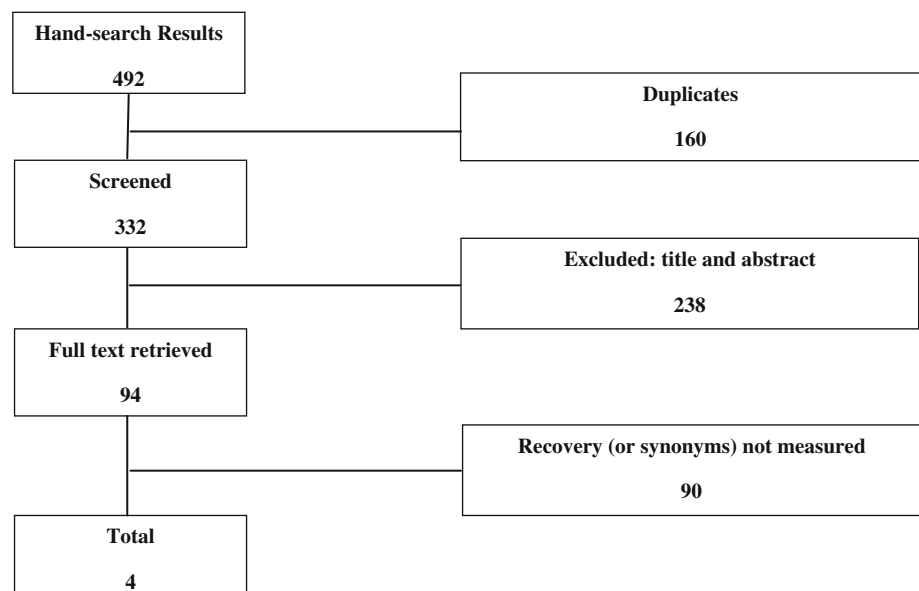 Hand-search Results
492
Duplicates
160
Screened
332
Excluded: title and abstract
238
Full text retrieved
94
Recovery (or synonyms) not measured
90
Total
4